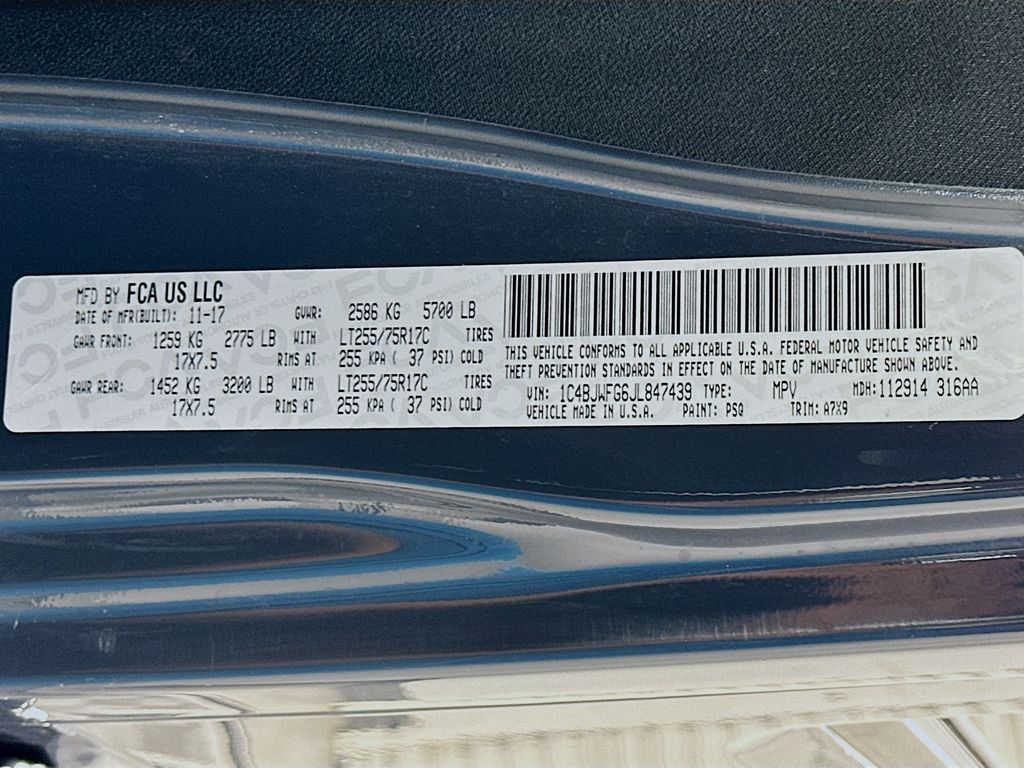 MFD BY FCA US LLC
DATE OF MFR(BUILT): 11-17 GVWR: 2586 KG 5700 LB
GAWR FRONT: 1259 KG 2775 LB WITH LT255/75R17C TIRES
17X7.5 RIMS AT 255 KPA ( 37 PSI) COLD
GAWR REAR: 1452 KG 3200 LB WITH LT255/75R17C TIRES
17X7.5 RIMS AT 255 KPA ( 37 PSI) COLD
THIS VEHICLE CONFORMS TO ALL APPLICABLE U.S.A. FEDERAL MOTOR VEHICLE SAFETY AND
THEFT PREVENTION STANDARDS IN EFFECT ON THE DATE OF MANUFACTURE SHOWN ABOVE.
VIN: 1C4BJWFG6JL847439 TYPE: MPV MDH: 112914 316AA
VEHICLE MADE IN U.S.A. PAINT: PSQ TRIM: A7X9